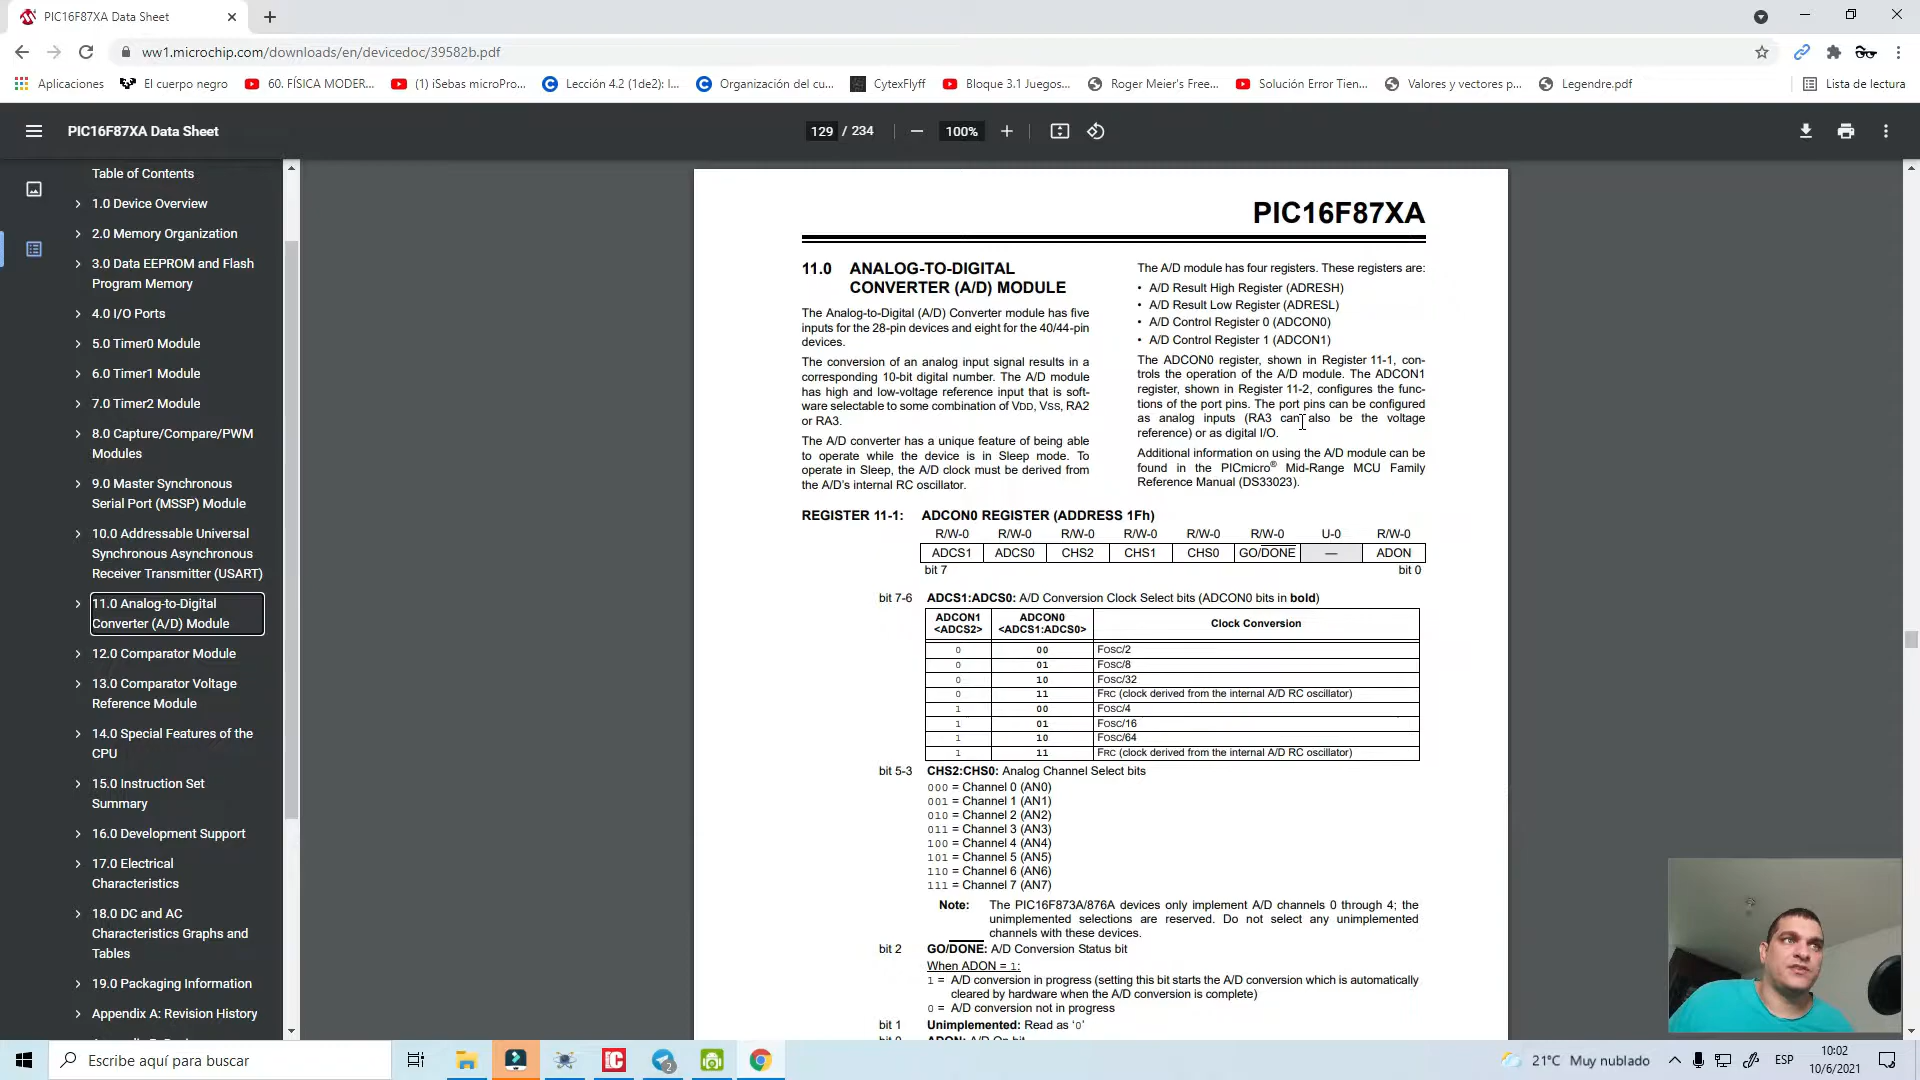 PIC16F87XA Data Sheet
ww1.microchip.com/downloads/en/devicedoc/39582b.pdf
Aplicaciones
El cuerpo negro
60. FÍSICA MODER...
(1) iSebas microPro...
Lección 4.2 (1de2): l...
Organización del cu...
CytexFlyff
Bloque 3.1 Juegos...
Roger Meier's Free...
Solución Error Tien...
Valores y vectores p...
Legendre.pdf
Lista de lectura
PIC16F87XA Data Sheet
129 / 234
100%
Table of Contents
1.0 Device Overview
2.0 Memory Organization
3.0 Data EEPROM and Flash
Program Memory
4.0 I/O Ports
5.0 Timer0 Module
6.0 Timer1 Module
7.0 Timer2 Module
8.0 Capture/Compare/PWM
Modules
9.0 Master Synchronous
Serial Port (MSSP) Module
10.0 Addressable Universal
Synchronous Asynchronous
Receiver Transmitter (USART)
11.0 Analog-to-Digital
Converter (A/D) Module
12.0 Comparator Module
13.0 Comparator Voltage
Reference Module
14.0 Special Features of the
CPU
15.0 Instruction Set
Summary
16.0 Development Support
17.0 Electrical
Characteristics
18.0 DC and AC
Characteristics Graphs and
Tables
19.0 Packaging Information
Appendix A: Revision History
PIC16F87XA
11.0 ANALOG-TO-DIGITAL
CONVERTER (A/D) MODULE
The Analog-to-Digital (A/D) Converter module has five
inputs for the 28-pin devices and eight for the 40/44-pin
devices.
The conversion of an analog input signal results in a
corresponding 10-bit digital number. The A/D module
has high and low-voltage reference input that is soft-
ware selectable to some combination of VDD, VSS, RA2
or RA3.
The A/D converter has a unique feature of being able
to operate while the device is in Sleep mode. To
operate in Sleep, the A/D clock must be derived from
the A/D's internal RC oscillator.
The A/D module has four registers. These registers are:
• A/D Result High Register (ADRESH)
• A/D Result Low Register (ADRESL)
• A/D Control Register 0 (ADCON0)
• A/D Control Register 1 (ADCON1)
The ADCON0 register, shown in Register 11-1, con-
trols the operation of the A/D module. The ADCON1
register, shown in Register 11-2, configures the func-
tions of the port pins. The port pins can be configured
as analog inputs (RA3 can also be the voltage
reference) or as digital I/O.
Additional information on using the A/D module can be
found in the PICmicro® Mid-Range MCU Family
Reference Manual (DS33023).
REGISTER 11-1: ADCON0 REGISTER (ADDRESS 1Fh)
R/W-0 R/W-0 R/W-0 R/W-0 R/W-0 R/W-0 U-0 R/W-0
ADCS1 ADCS0 CHS2 CHS1 CHS0 GO/DONE — ADON
bit 7 bit 0
bit 7-6 ADCS1:ADCS0: A/D Conversion Clock Select bits (ADCON0 bits in bold)
ADCON1 <ADCS2> ADCON0 <ADCS1:ADCS0> Clock Conversion
0 00 FOSC/2
0 01 FOSC/8
0 10 FOSC/32
0 11 FRC (clock derived from the internal A/D RC oscillator)
1 00 FOSC/4
1 01 FOSC/16
1 10 FOSC/64
1 11 FRC (clock derived from the internal A/D RC oscillator)
bit 5-3 CHS2:CHS0: Analog Channel Select bits
000 = Channel 0 (AN0)
001 = Channel 1 (AN1)
010 = Channel 2 (AN2)
011 = Channel 3 (AN3)
100 = Channel 4 (AN4)
101 = Channel 5 (AN5)
110 = Channel 6 (AN6)
111 = Channel 7 (AN7)
Note: The PIC16F873A/876A devices only implement A/D channels 0 through 4; the
unimplemented selections are reserved. Do not select any unimplemented
channels with these devices.
bit 2 GO/DONE: A/D Conversion Status bit
When ADON = 1:
1 = A/D conversion in progress (setting this bit starts the A/D conversion which is automatically
cleared by hardware when the A/D conversion is complete)
0 = A/D conversion not in progress
bit 1 Unimplemented: Read as '0'
Escribe aquí para buscar
2
21°C Muy nublado
ESP
10:02
10/6/2021